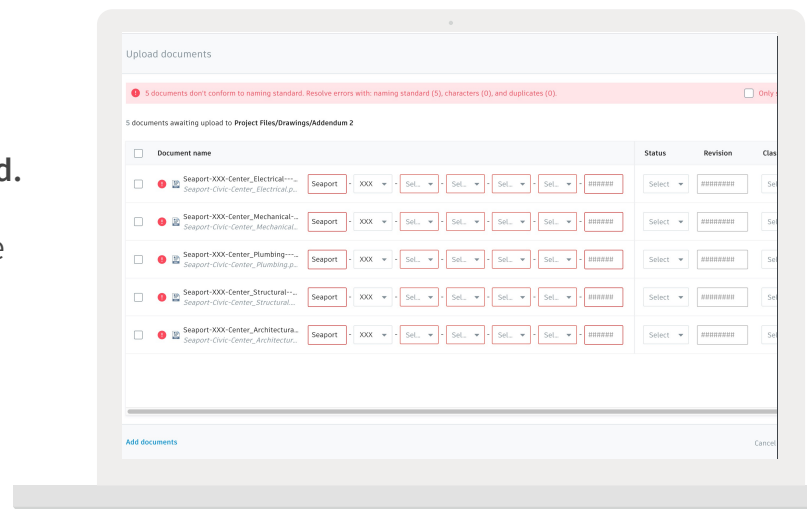 d.
e
Upload documents
5 documents don't conform to naming standard. Resolve errors with: naming standard (5), characters (0), and duplicates (0). Only
5 documents awaiting upload to Project Files/Drawings/Addendum 2
Document name Status Revision Clas
Seaport-XXX-Center_Electrical---...
Seaport-Civic-Center_Electrical.p... Seaport - XXX - Sel... - Sel... - Sel... - Sel... - ###### Select ######## Sel
Seaport-XXX-Center_Mechanical-...
Seaport-Civic-Center_Mechanical... Seaport - XXX - Sel... - Sel... - Sel... - Sel... - ###### Select ######## Sel
Seaport-XXX-Center_Plumbing---...
Seaport-Civic-Center_Plumbing.p... Seaport - XXX - Sel... - Sel... - Sel... - Sel... - ###### Select ######## Sel
Seaport-XXX-Center_Structural--...
Seaport-Civic-Center_Structural.... Seaport - XXX - Sel... - Sel... - Sel... - Sel... - ###### Select ######## Sel
Seaport-XXX-Center_Architectura...
Seaport-Civic-Center_Architectur... Seaport - XXX - Sel... - Sel... - Sel... - Sel... - ###### Select ######## Sel
Add documents Cancel